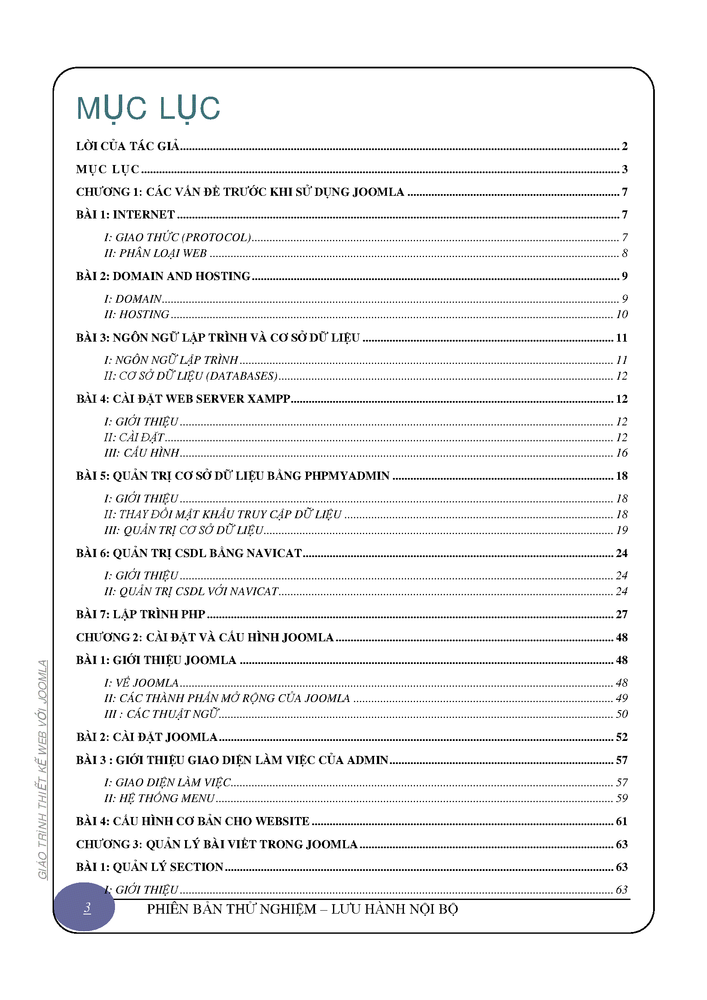 MỤC LỤC
LỜI CỦA TÁC GIẢ 2
MỤC LỤC 3
CHƯƠNG 1: CÁC VẤN ĐỀ TRƯỚC KHI SỬ DỤNG JOOMLA 7
BÀI 1: INTERNET 7
I: GIAO THỨC (PROTOCOL) 7
II: PHÂN LOẠI WEB 8
BÀI 2: DOMAIN AND HOSTING 9
I: DOMAIN 9
II: HOSTING 10
BÀI 3: NGÔN NGỮ LẬP TRÌNH VÀ CƠ SỞ DỮ LIỆU 11
I: NGÔN NGỮ LẬP TRÌNH 11
II: CƠ SỞ DỮ LIỆU (DATABASES) 12
BÀI 4: CÀI ĐẶT WEB SERVER XAMPP 12
I: GIỚI THIỆU 12
II: CÀI ĐẶT 12
III: CẤU HÌNH 16
BÀI 5: QUẢN TRỊ CƠ SỞ DỮ LIỆU BẰNG PHPMYADMIN 18
I: GIỚI THIỆU 18
II: THAY ĐỔI MẬT KHẨU TRUY CẬP DỮ LIỆU 18
III: QUẢN TRỊ CƠ SỞ DỮ LIỆU 19
BÀI 6: QUẢN TRỊ CSDL BẰNG NAVICAT 24
I: GIỚI THIỆU 24
II: QUẢN TRỊ CSDL VỚI NAVICAT 24
BÀI 7: LẬP TRÌNH PHP 27
CHƯƠNG 2: CÀI ĐẶT VÀ CẤU HÌNH JOOMLA 48
BÀI 1: GIỚI THIỆU JOOMLA 48
I: VỀ JOOMLA 48
II: CÁC THÀNH PHẦN MỞ RỘNG CỦA JOOMLA 49
III : CÁC THUẬT NGỮ 50
BÀI 2: CÀI ĐẶT JOOMLA 52
BÀI 3 : GIỚI THIỆU GIAO DIỆN LÀM VIỆC CỦA ADMIN 57
I: GIAO DIỆN LÀM VIỆC 57
II: HỆ THỐNG MENU 59
BÀI 4: CẤU HÌNH CƠ BẢN CHO WEBSITE 61
CHƯƠNG 3: QUẢN LÝ BÀI VIẾT TRONG JOOMLA 63
BÀI 1: QUẢN LÝ SECTION 63
I: GIỚI THIỆU 63
GIÁO TRÌNH THIẾT KẾ WEB VỚI JOOMLA
3
PHIÊN BẢN THỬ NGHIỆM – LƯU HÀNH NỘI BỘ